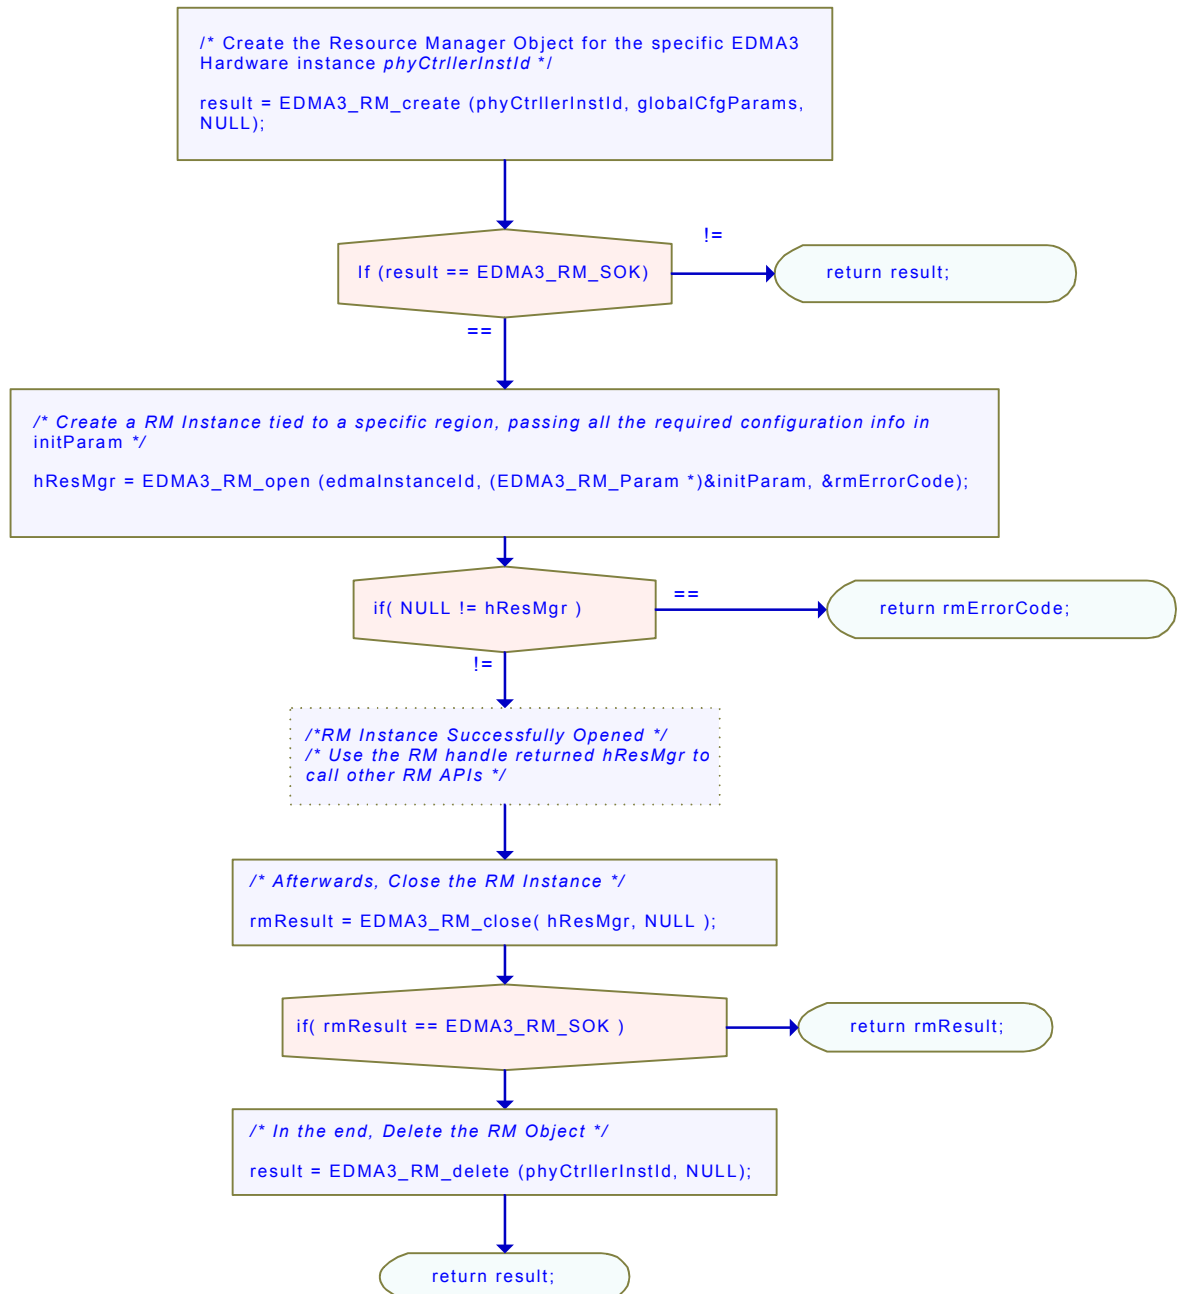 /* Create the Resource Manager Object for the specific EDMA3
Hardware instance phyCtrllerInstId */
result = EDMA3_RM_create (phyCtrllerInstId, globalCfgParams,
NULL);
!=
If (result == EDMA3_RM_SOK)
return result;
==
/* Create a RM Instance tied to a specific region, passing all the required configuration info in
initParam */
hResMgr = EDMA3_RM_open (edmaInstanceId, (EDMA3_RM_Param *)&initParam, &rmErrorCode);
==
if( NULL != hResMgr )
return rmErrorCode;
!=
/*RM Instance Successfully Opened */
/* Use the RM handle returned hResMgr to
call other RM APIs */
/* Afterwards, Close the RM Instance */
rmResult = EDMA3_RM_close( hResMgr, NULL );
if( rmResult == EDMA3_RM_SOK )
return rmResult;
/* In the end, Delete the RM Object */
result = EDMA3_RM_delete (phyCtrllerInstId, NULL);
return result;